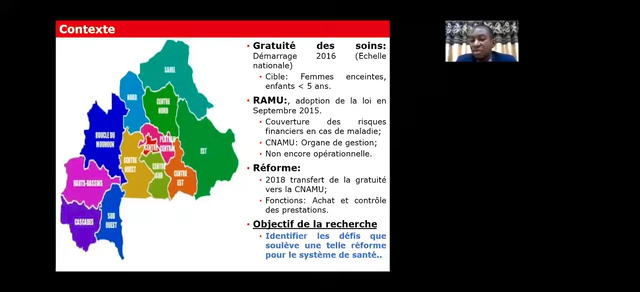 Contexte
SAHEL
NORD
CENTRE
NORD
BOUCLE DU
MOUHOUN
EST
PLATEAU
CENTRAL
CENTRE
CENTRE
OUEST
CENTRE
SUD
CENTRE
EST
HAUTS-BASSINS
SUD
OUEST
CASCADES
• Gratuité des soins:
Démarrage 2016 (Echelle
nationale)
• Cible: Femmes enceintes,
enfants < 5 ans.
• RAMU:, adoption de la loi en
Septembre 2015.
• Couverture des risques
financiers en cas de maladie;
• CNAMU: Organe de gestion;
• Non encore opérationnelle.
• Réforme:
• 2018 transfert de la gratuité
vers la CNAMU;
• Fonctions: Achat et contrôle
des prestations.
• Objectif de la recherche
• Identifier les défis que
soulève une telle réforme
pour le système de santé..